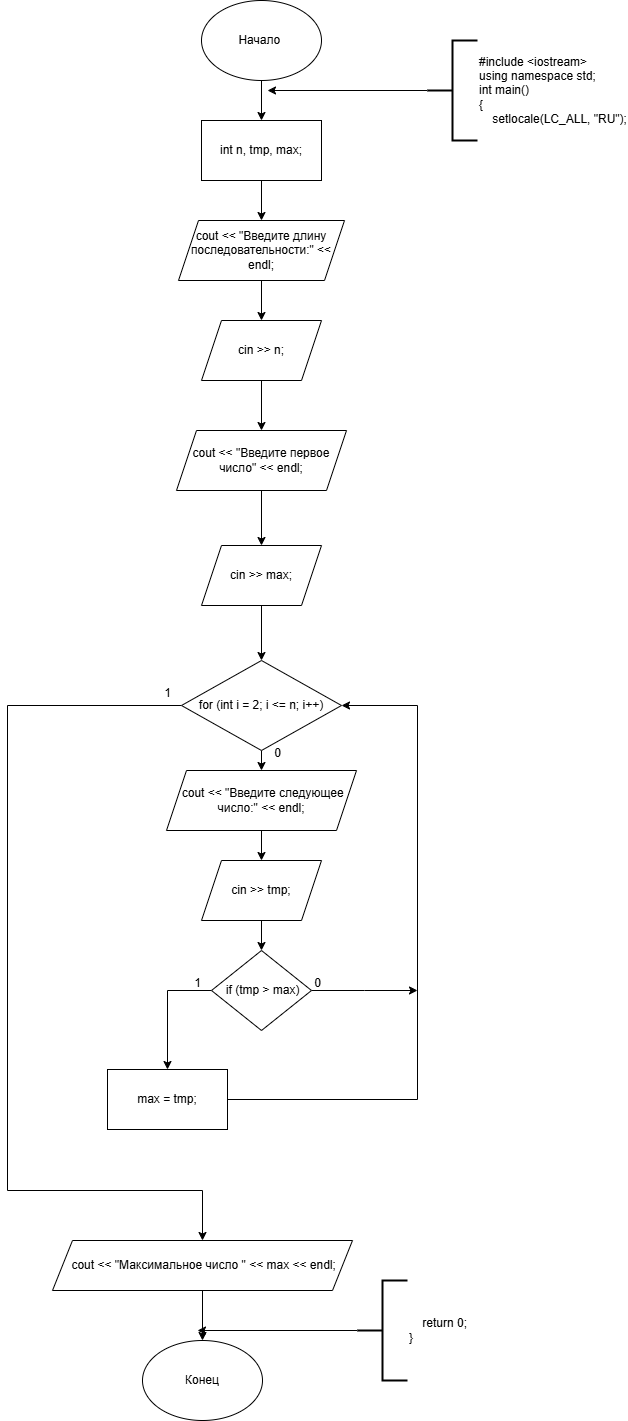 Начало
#include <iostream>
using namespace std;
int main()
{
setlocale(LC_ALL, "RU");
int n, tmp, max;
cout << "Введите длину
последовательности:" <<
endl;
cin >> n;
cout << "Введите первое
число" << endl;
cin >> max;
1
for (int i = 2; i <= n; i++)
0
cout << "Введите следующее
число:" << endl;
cin >> tmp;
1
if (tmp > max)
0
max = tmp;
cout << "Максимальное число " << max << endl;
return 0;
}
Конец